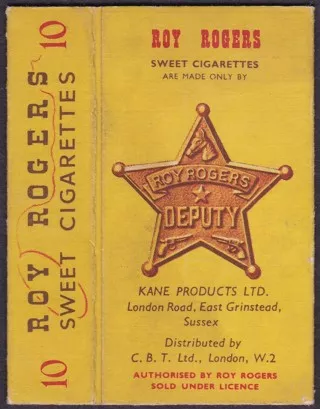 10
ROY ROGERS
SWEET CIGARETTES
10
ROY ROGERS
SWEET CIGARETTES
ARE MADE ONLY BY
ROY ROGERS
DEPUTY
KANE PRODUCTS LTD.
London Road, East Grinstead,
Sussex
Distributed by
C. B. T. Ltd., London, W.2
AUTHORISED BY ROY ROGERS
SOLD UNDER LICENCE